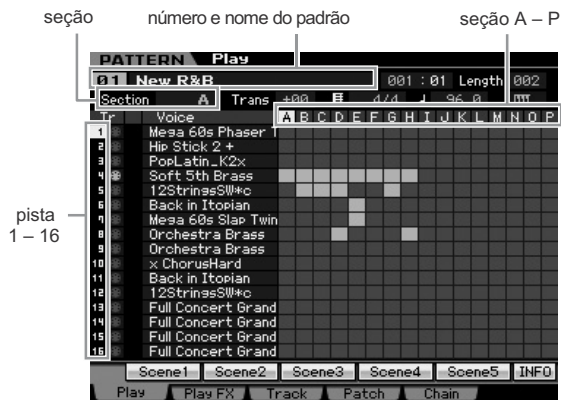 seção número e nome do padrão seção A – P
PATTERN Play
01 New R&B 001 : 01 Length 002
Section A Trans +00 4/4 96.0
Tr Voice A B C D E F G H I J K L M N O P
1 Mega 60s Phaser 1
2 Hip Stick 2 +
3 PopLatin_K2x
4 Soft 5th Brass
5 12StringsSW*c
6 Back in Itopian
7 Mega 60s Slap Twin
8 Orchestra Brass
9 Orchestra Brass
10 x ChorusHard
11 Back in Itopian
12 12StringsSW*c
13 Full Concert Grand
14 Full Concert Grand
15 Full Concert Grand
16 Full Concert Grand
pista
1 – 16
Scene1 Scene2 Scene3 Scene4 Scene5 INFO
Play Play FX Track Patch Chain